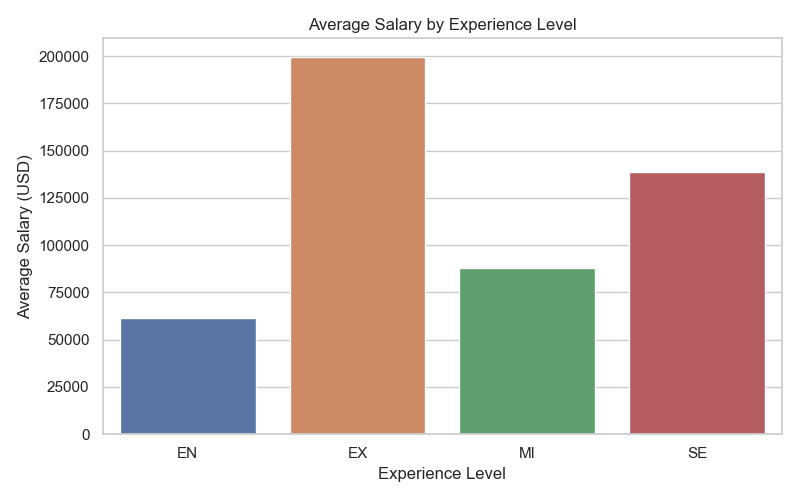 Average Salary by Experience Level
Average Salary (USD)
200000
175000
150000
125000
100000
75000
50000
25000
0
EN EX MI SE
Experience Level